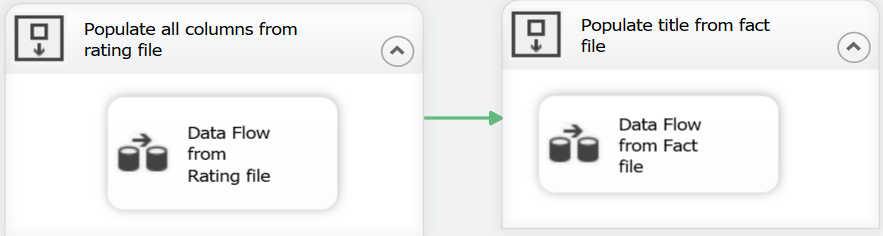 Populate all columns from
rating file
Data Flow
from
Rating file
Populate title from fact
file
Data Flow
from Fact
file